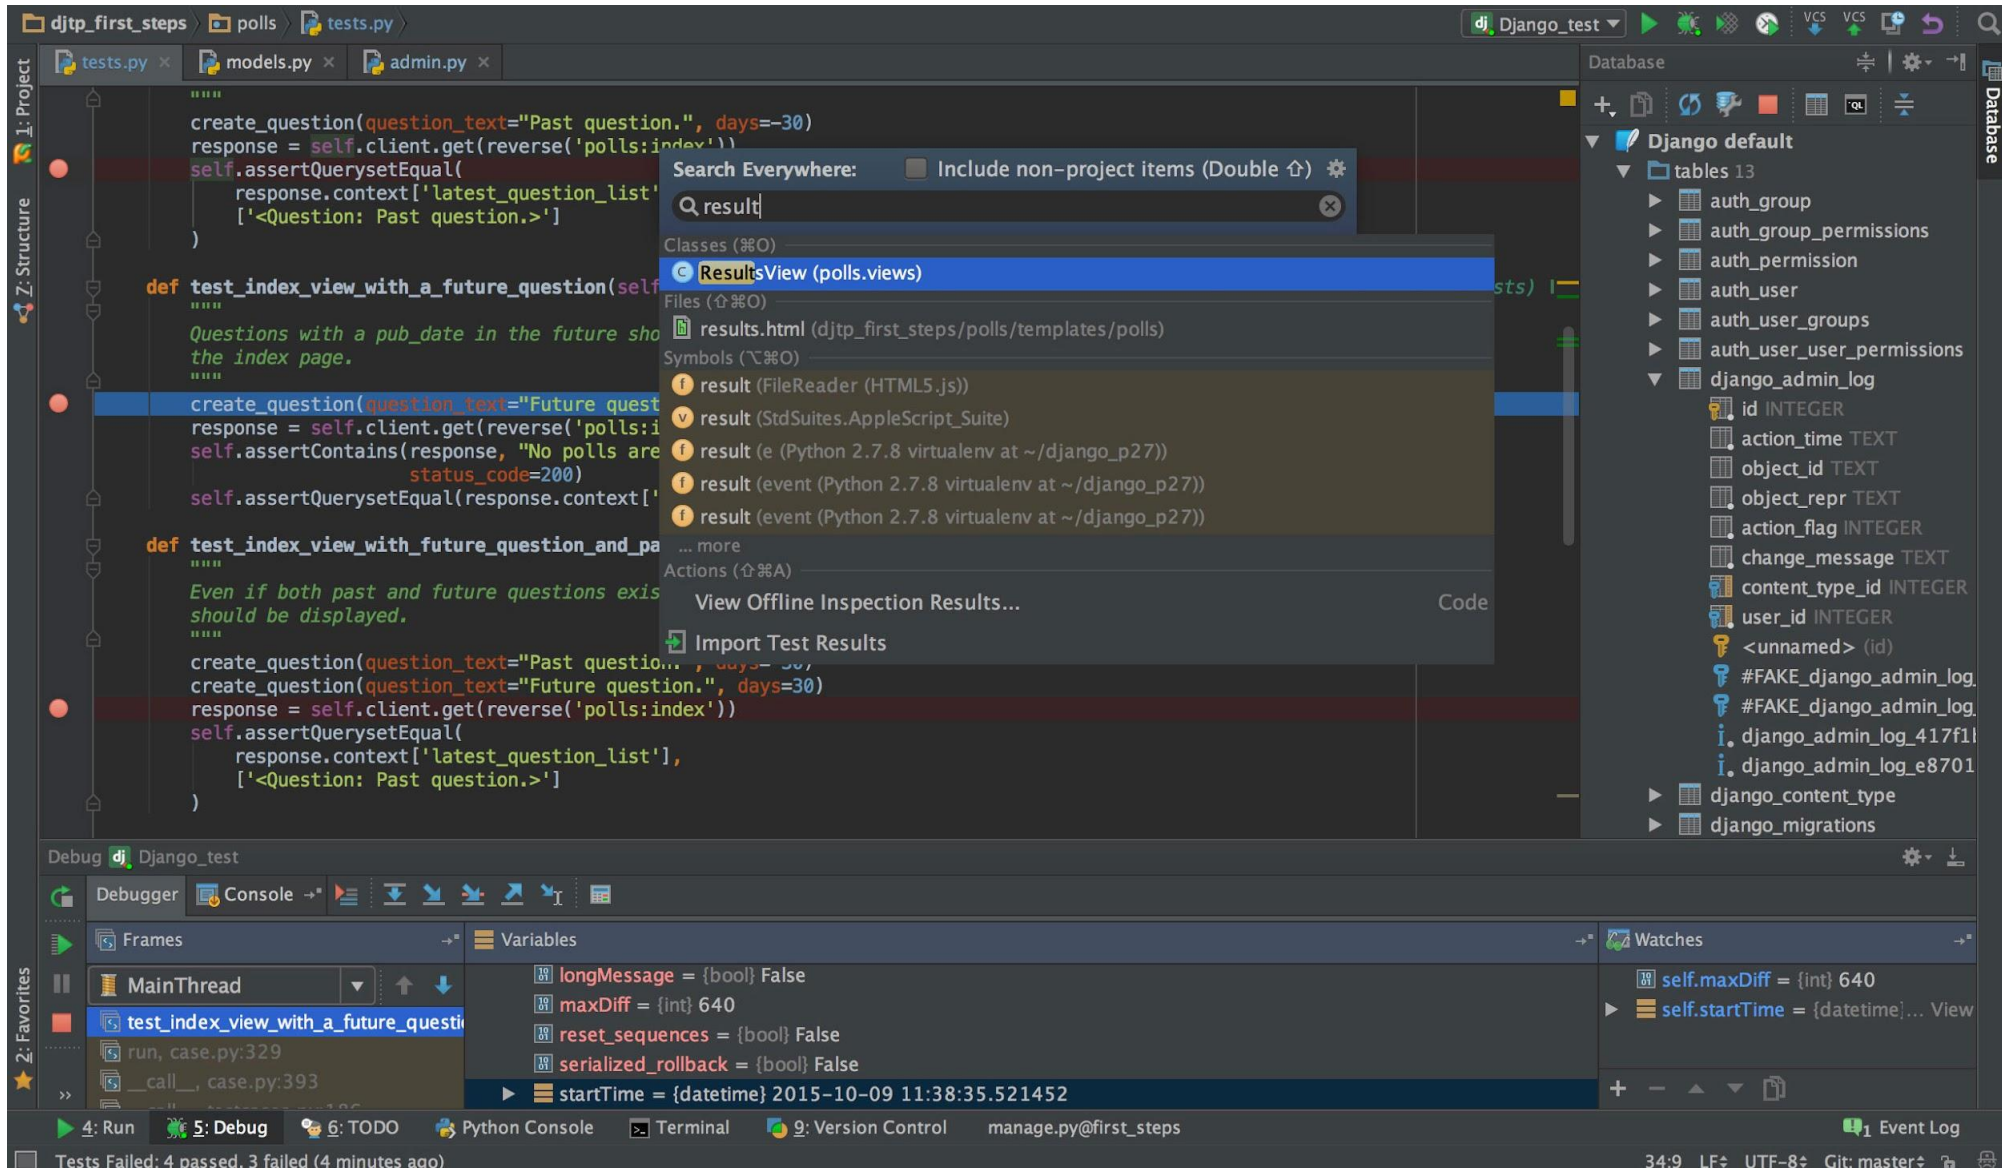 djtp_first_steps polls tests.py
Django_test
VCS VCS
1: Project
Z: Structure
2: Favorites
tests.py models.py admin.py
"""
create_question(question_text="Past question.", days=-30)
response = self.client.get(reverse('polls:index'))
self.assertQuerysetEqual(
response.context['latest_question_list'
['<Question: Past question.>']
)
def test_index_view_with_a_future_question(self
sts)
"""
Questions with a pub_date in the future sho
the index page.
"""
create_question(question_text="Future quest
response = self.client.get(reverse('polls:i
self.assertContains(response, "No polls are
status_code=200)
self.assertQuerysetEqual(response.context['
def test_index_view_with_future_question_and_pa
"""
Even if both past and future questions exis
should be displayed.
"""
create_question(question_text="Past question.", days=-30)
create_question(question_text="Future question.", days=30)
response = self.client.get(reverse('polls:index'))
self.assertQuerysetEqual(
response.context['latest_question_list'],
['<Question: Past question.>']
)
Search Everywhere: Include non-project items (Double ⇧)
result
Classes (⌘O)
ResultsView (polls.views)
Files (⇧⌘O)
results.html (djtp_first_steps/polls/templates/polls)
Symbols (⌥⌘O)
result (FileReader (HTML5.js))
result (StdSuites.AppleScript_Suite)
result (e (Python 2.7.8 virtualenv at ~/django_p27))
result (event (Python 2.7.8 virtualenv at ~/django_p27))
result (event (Python 2.7.8 virtualenv at ~/django_p27))
... more
Actions (⇧⌘A)
View Offline Inspection Results... Code
Import Test Results
Database
Database
Django default
tables 13
auth_group
auth_group_permissions
auth_permission
auth_user
auth_user_groups
auth_user_user_permissions
django_admin_log
id INTEGER
action_time TEXT
object_id TEXT
object_repr TEXT
action_flag INTEGER
change_message TEXT
content_type_id INTEGER
user_id INTEGER
<unnamed> (id)
#FAKE_django_admin_log_
#FAKE_django_admin_log_
django_admin_log_417f1
django_admin_log_e8701
django_content_type
django_migrations
Debug Django_test
Debugger Console
Frames
MainThread
test_index_view_with_a_future_questi
run, case.py:329
__call__, case.py:393
Variables
longMessage = {bool} False
maxDiff = {int} 640
reset_sequences = {bool} False
serialized_rollback = {bool} False
startTime = {datetime} 2015-10-09 11:38:35.521452
Watches
self.maxDiff = {int} 640
self.startTime = {datetime}... View
4: Run 5: Debug 6: TODO Python Console Terminal 9: Version Control manage.py@first_steps 1 Event Log
Tests Failed: 4 passed, 3 failed (4 minutes ago) 34:9 LF UTF-8 Git: master